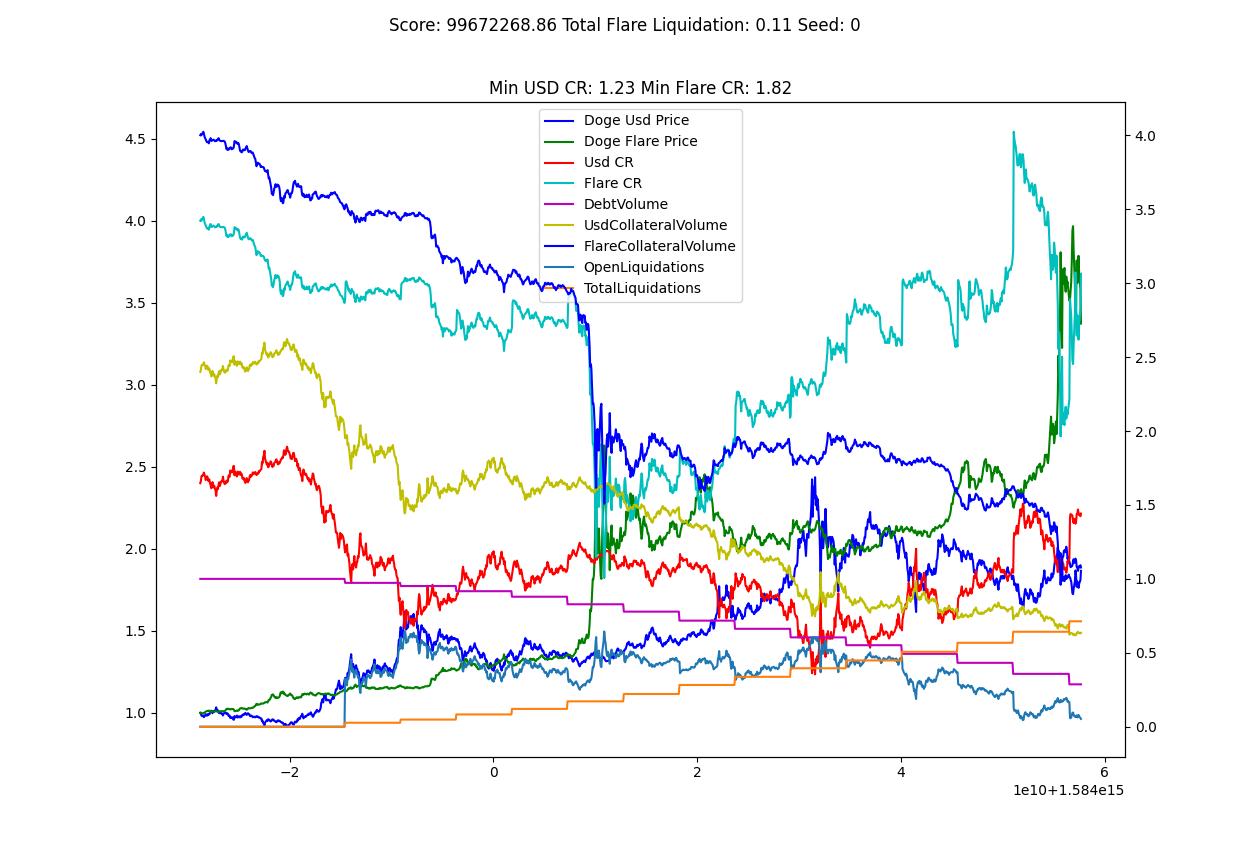 Score: 99672268.86 Total Flare Liquidation: 0.11 Seed: 0
Min USD CR: 1.23 Min Flare CR: 1.82
Doge Usd Price
Doge Flare Price
Usd CR
Flare CR
DebtVolume
UsdCollateralVolume
FlareCollateralVolume
OpenLiquidations
TotalLiquidations
4.5
4.0
3.5
3.0
2.5
2.0
1.5
1.0
4.0
3.5
3.0
2.5
2.0
1.5
1.0
0.5
0.0
−2 0 2 4 6
1e10+1.584e15